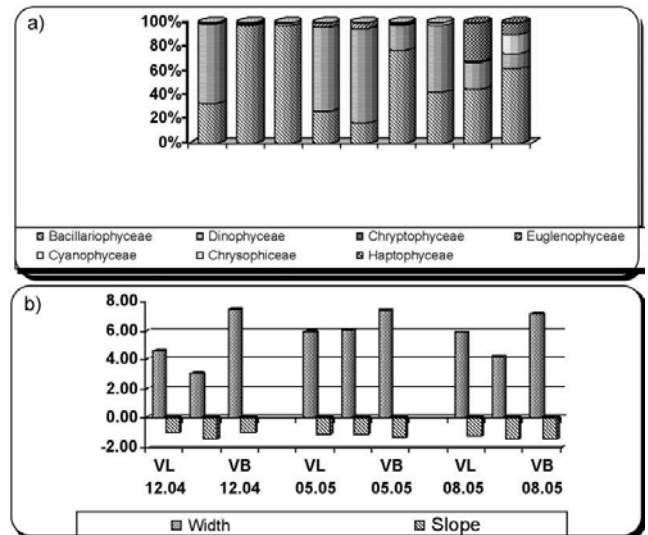 a)
100%
80%
60%
40%
20%
0%
Bacillariophyceae Dinophyceae Chryptophyceae Euglenophyceae
Cyanophyceae Chrysophiceae Haptophyceae
b)
8.00
6.00
4.00
2.00
0.00
-2.00
VL VB VL VB VL VB
12.04 12.04 05.05 05.05 08.05 08.05
Width Slope